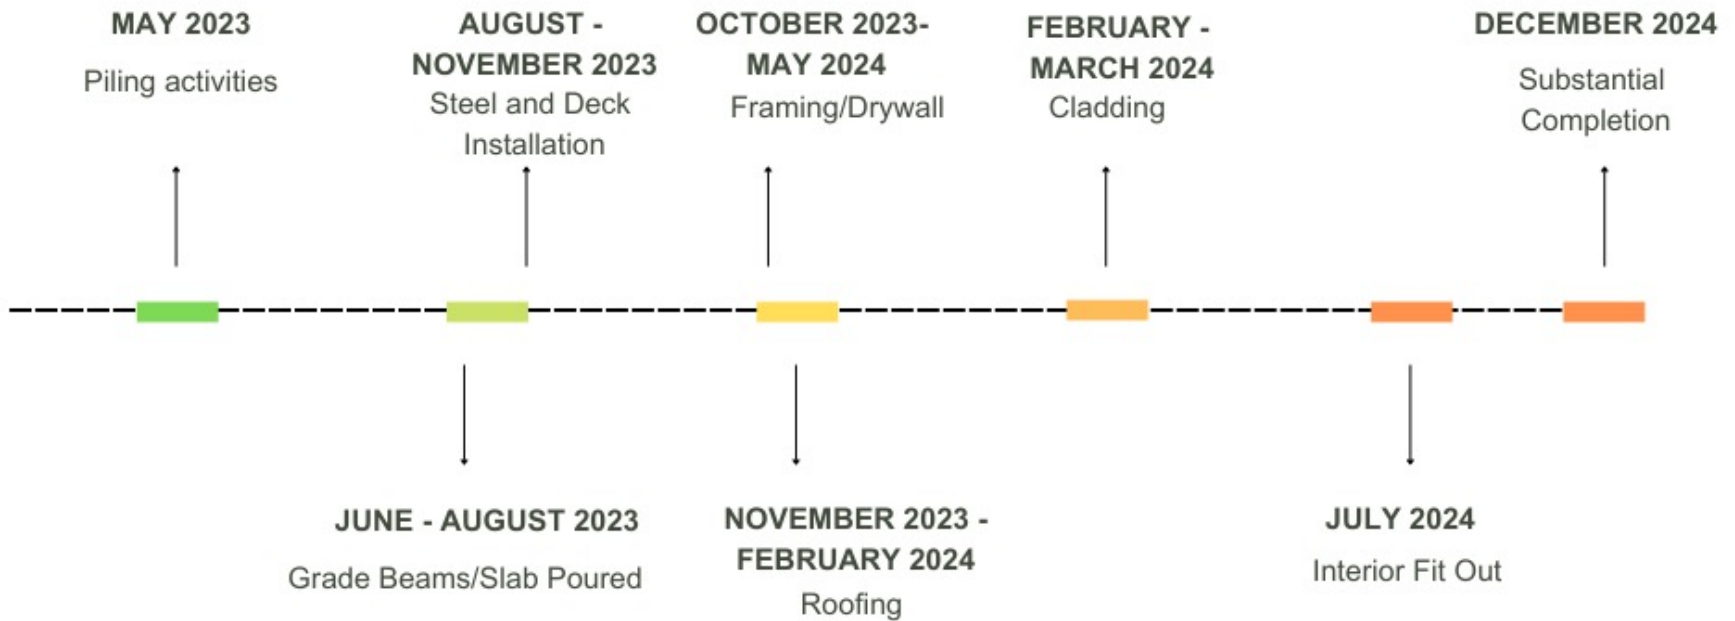 MAY 2023
Piling activities
AUGUST -
NOVEMBER 2023
Steel and Deck
Installation
OCTOBER 2023-
MAY 2024
Framing/Drywall
FEBRUARY -
MARCH 2024
Cladding
DECEMBER 2024
Substantial
Completion
JUNE - AUGUST 2023
Grade Beams/Slab Poured
NOVEMBER 2023 -
FEBRUARY 2024
Roofing
JULY 2024
Interior Fit Out